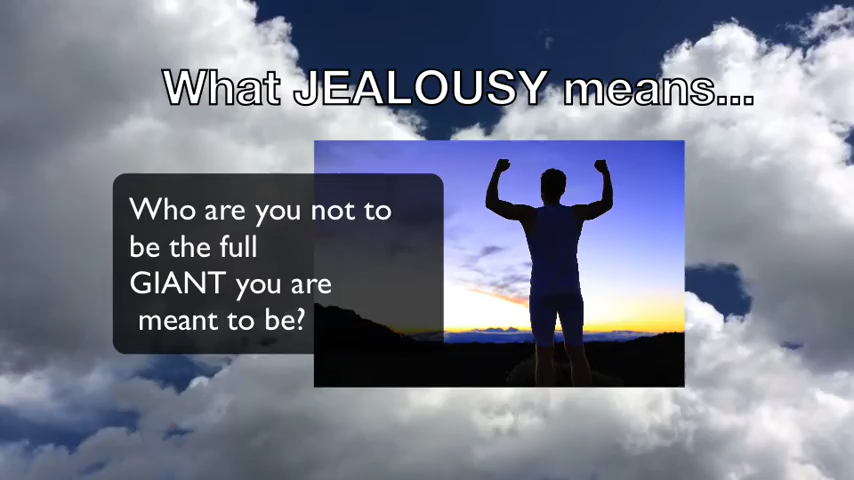 What JEALOUSY means...
Who are you not to
be the full
GIANT you are
meant to be?